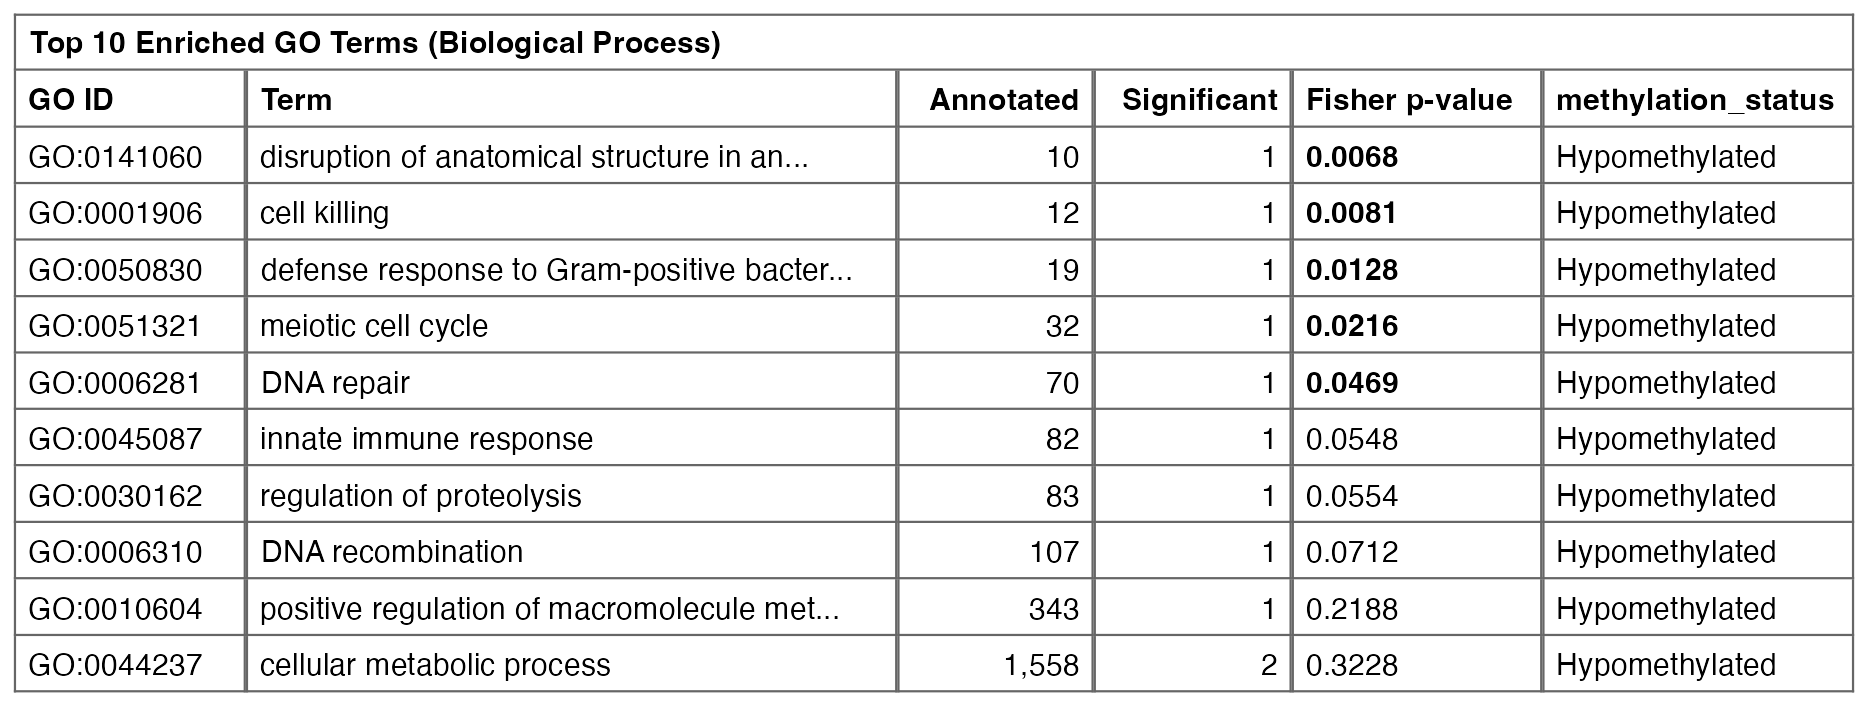 Top 10 Enriched GO Terms (Biological Process)
GO ID Term Annotated Significant Fisher p-value methylation_status
GO:0141060 disruption of anatomical structure in an... 10 1 0.0068 Hypomethylated
GO:0001906 cell killing 12 1 0.0081 Hypomethylated
GO:0050830 defense response to Gram-positive bacter... 19 1 0.0128 Hypomethylated
GO:0051321 meiotic cell cycle 32 1 0.0216 Hypomethylated
GO:0006281 DNA repair 70 1 0.0469 Hypomethylated
GO:0045087 innate immune response 82 1 0.0548 Hypomethylated
GO:0030162 regulation of proteolysis 83 1 0.0554 Hypomethylated
GO:0006310 DNA recombination 107 1 0.0712 Hypomethylated
GO:0010604 positive regulation of macromolecule met... 343 1 0.2188 Hypomethylated
GO:0044237 cellular metabolic process 1,558 2 0.3228 Hypomethylated